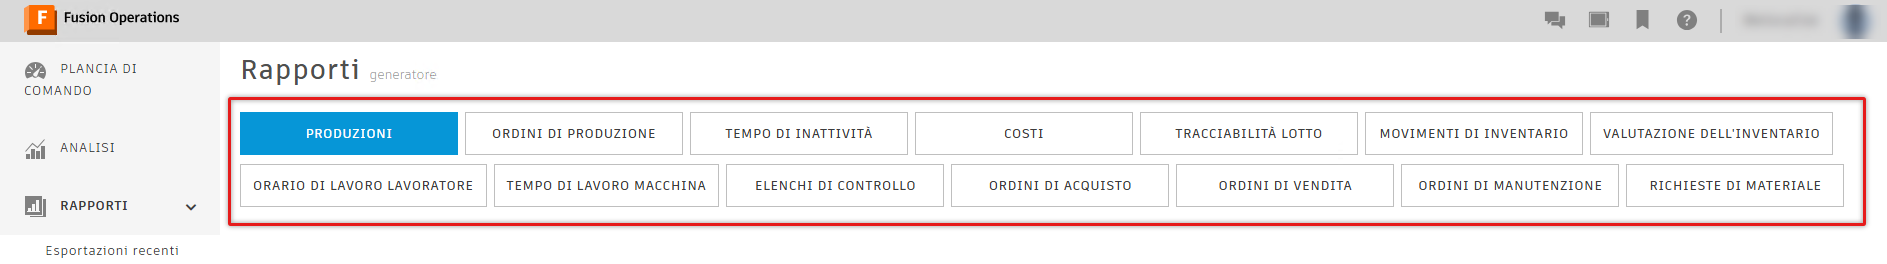 F Fusion Operations
PLANCIA DI
COMANDO
ANALISI
RAPPORTI
Esportazioni recenti
Rapporti generatore
PRODUZIONI ORDINI DI PRODUZIONE TEMPO DI INATTIVITÀ COSTI TRACCIABILITÀ LOTTO MOVIMENTI DI INVENTARIO VALUTAZIONE DELL'INVENTARIO
ORARIO DI LAVORO LAVORATORE TEMPO DI LAVORO MACCHINA ELENCHI DI CONTROLLO ORDINI DI ACQUISTO ORDINI DI VENDITA ORDINI DI MANUTENZIONE RICHIESTE DI MATERIALE